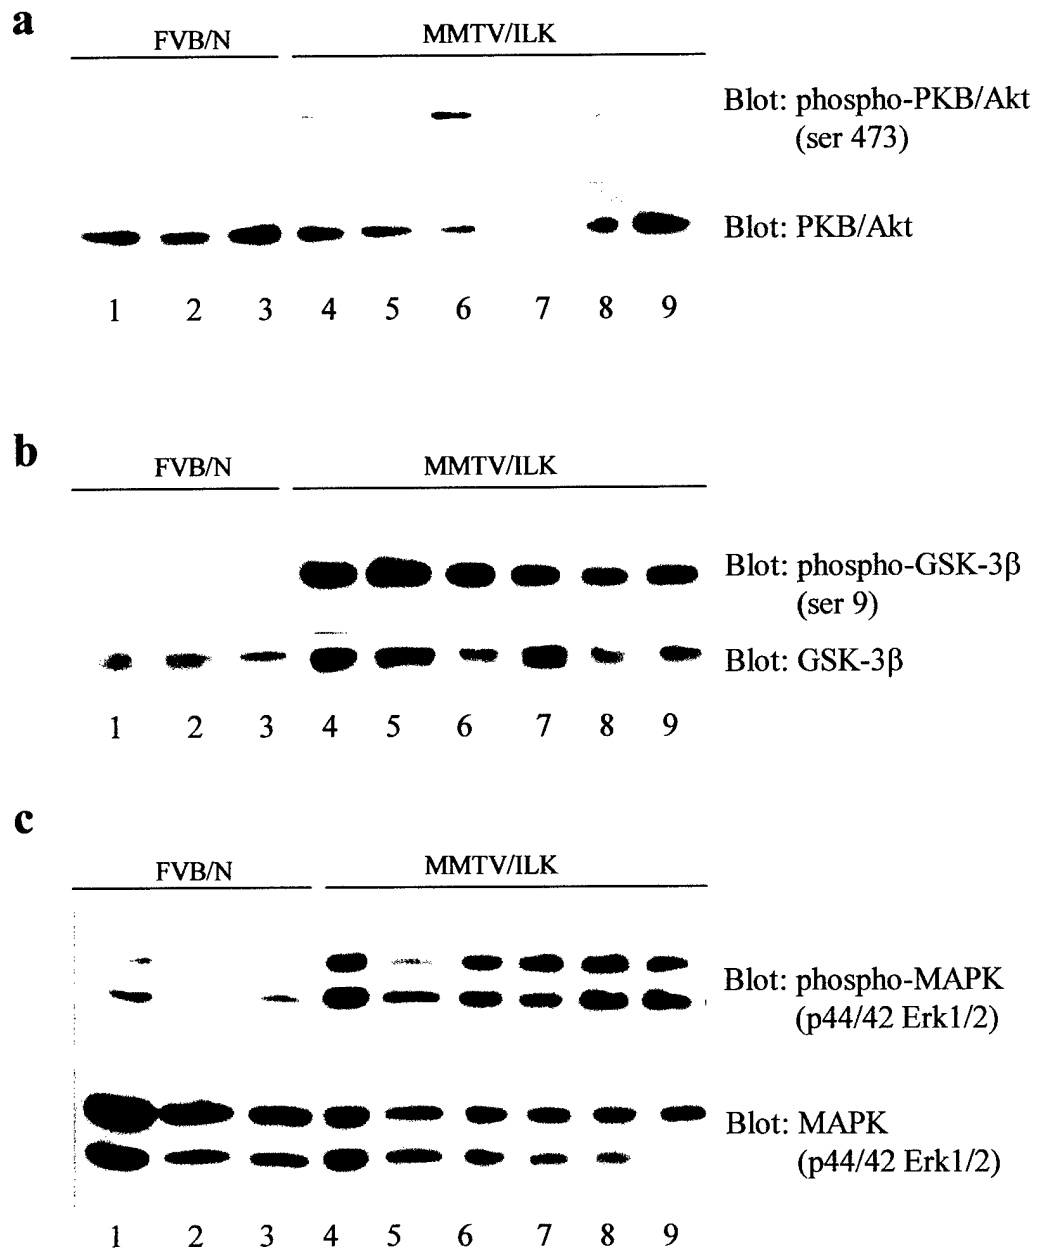 a
FVB/N MMTV/ILK
Blot: phospho-PKB/Akt
(ser 473)
Blot: PKB/Akt
1 2 3 4 5 6 7 8 9
b
FVB/N MMTV/ILK
Blot: phospho-GSK-3β
(ser 9)
Blot: GSK-3β
1 2 3 4 5 6 7 8 9
c
FVB/N MMTV/ILK
Blot: phospho-MAPK
(p44/42 Erk1/2)
Blot: MAPK
(p44/42 Erk1/2)
1 2 3 4 5 6 7 8 9